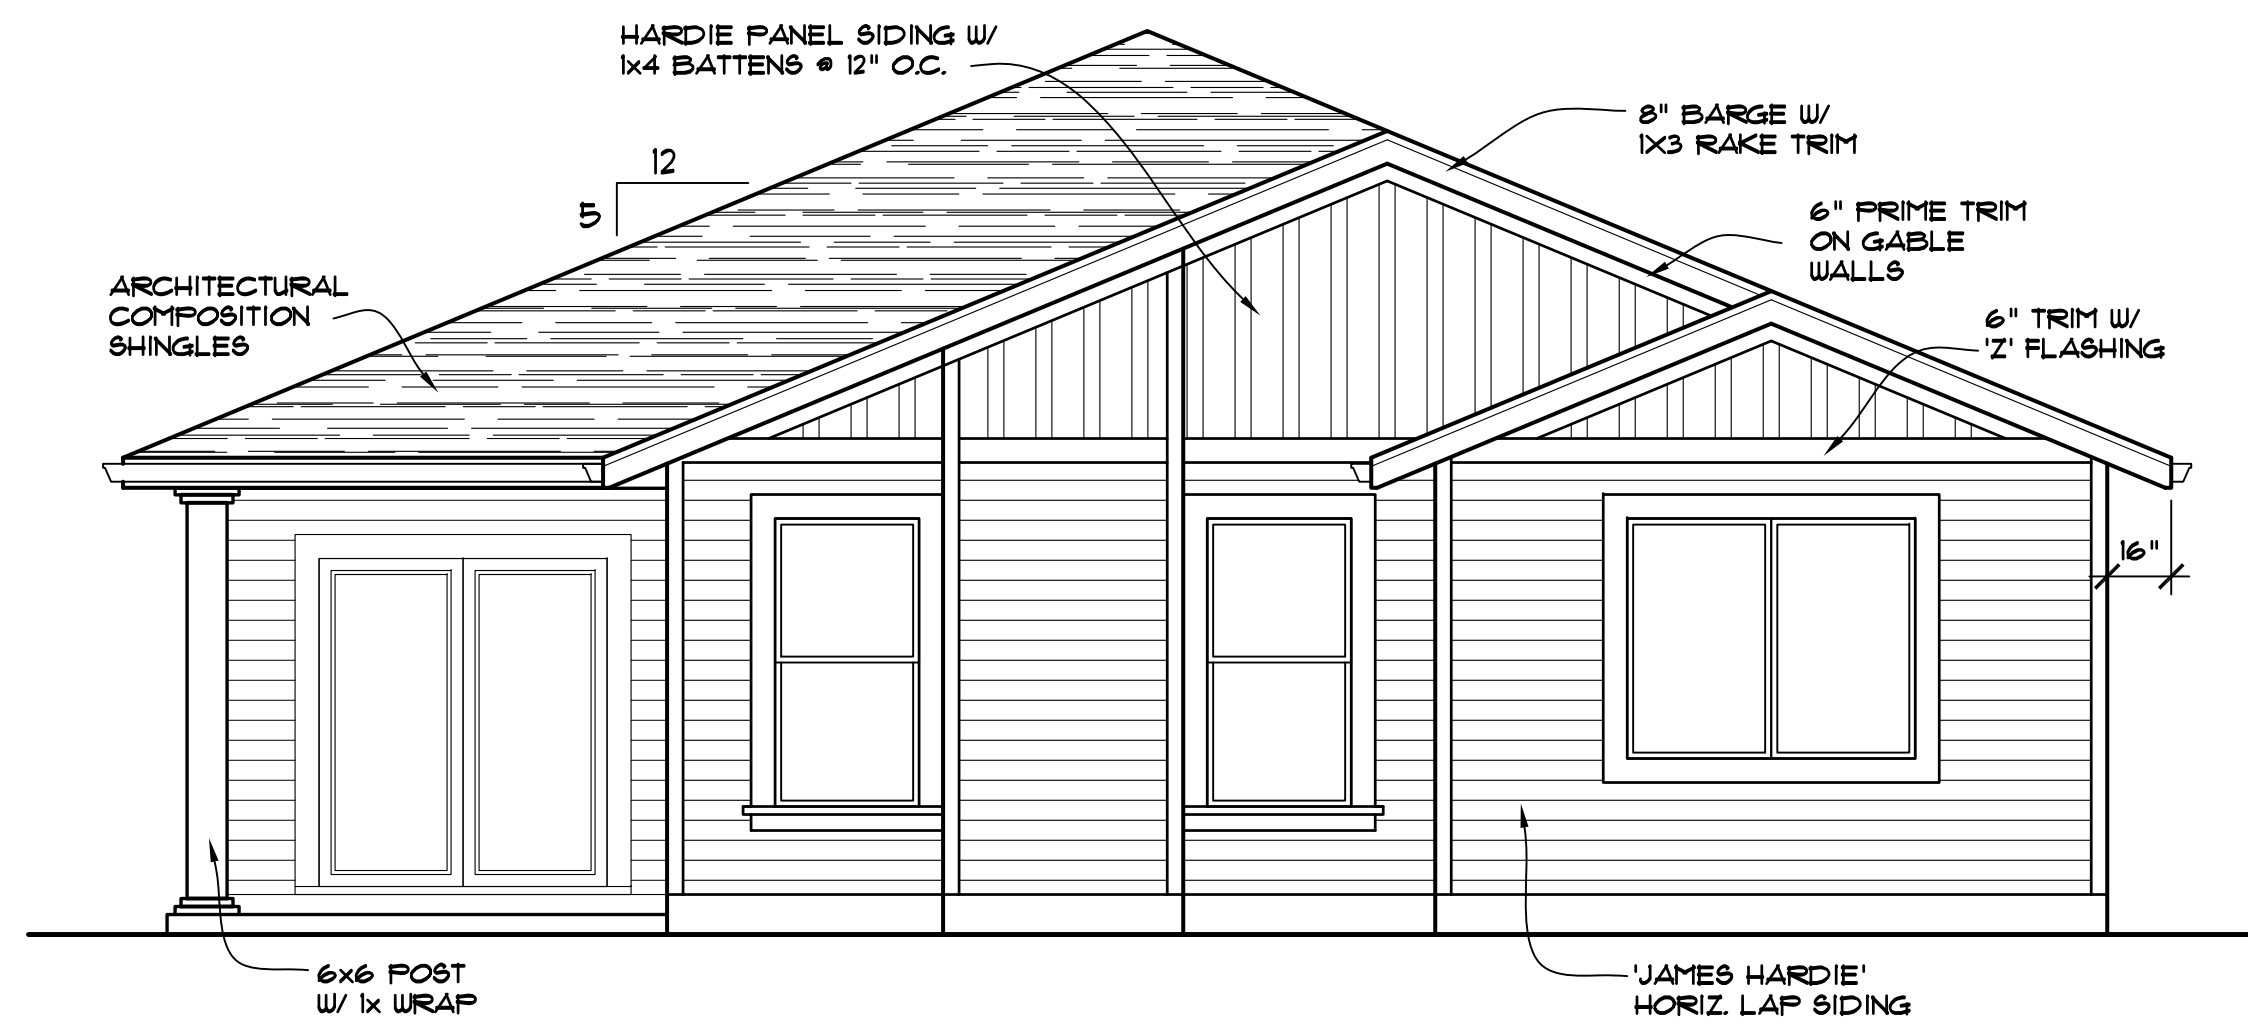 HARDIE PANEL SIDING W/
1x4 BATTENS @ 12" O.C.
8" BARGE W/
1X3 RAKE TRIM
12
5
6" PRIME TRIM
ON GABLE
WALLS
ARCHITECTURAL
COMPOSITION
SHINGLES
6" TRIM W/
'Z' FLASHING
16"
6x6 POST
W/ 1x WRAP
'JAMES HARDIE'
HORIZ. LAP SIDING